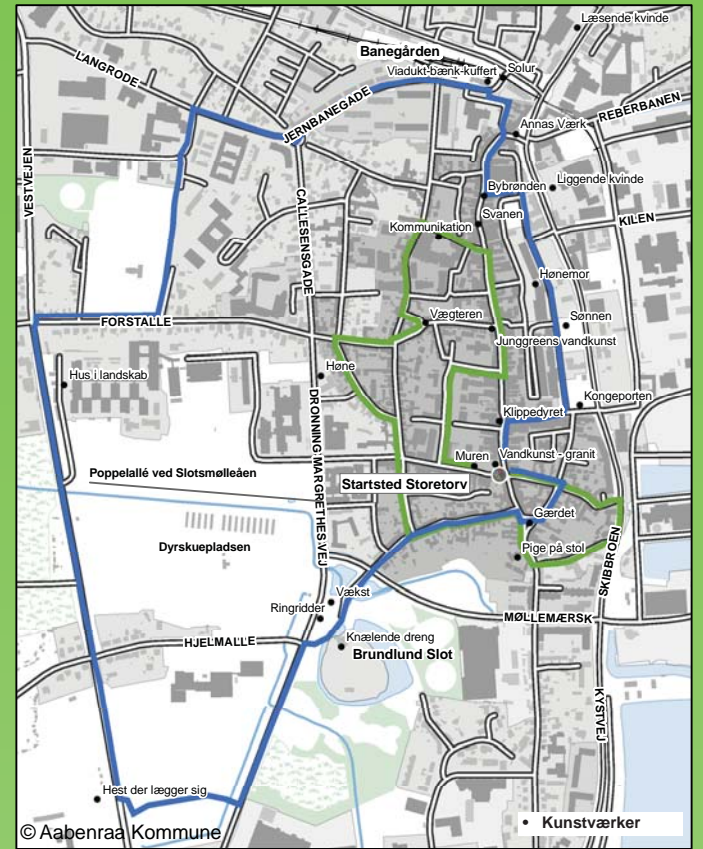 Læsende kvinde
Banegården
Solur
Viadukt-bænk-kuffert
LANGRODE
JERNBANEGADE
REBERBANEN
Annas Værk
VESTVEJEN
Bybrønden
Liggende kvinde
CALLESENSGADE
Svanen
KILEN
Kommunikation
Hønemor
FORSTALLE
Vægteren
Sønnen
Junggreens vandkunst
Hus i landskab
Høne
Kongeporten
Klippedyret
DRONNING MARGRETHES VEJ
Muren
Vandkunst - granit
Poppelallé ved Slotsmølleåen
Startsted Storetorv
Gærdet
Dyrskuepladsen
Pige på stol
SKIBBROEN
Vækst
Ringridder
MØLLEMÆRSK
HJELMALLE
Knælende dreng
Brundlund Slot
KYSTVEJ
Hest der lægger sig
© Aabenraa Kommune
• Kunstværker